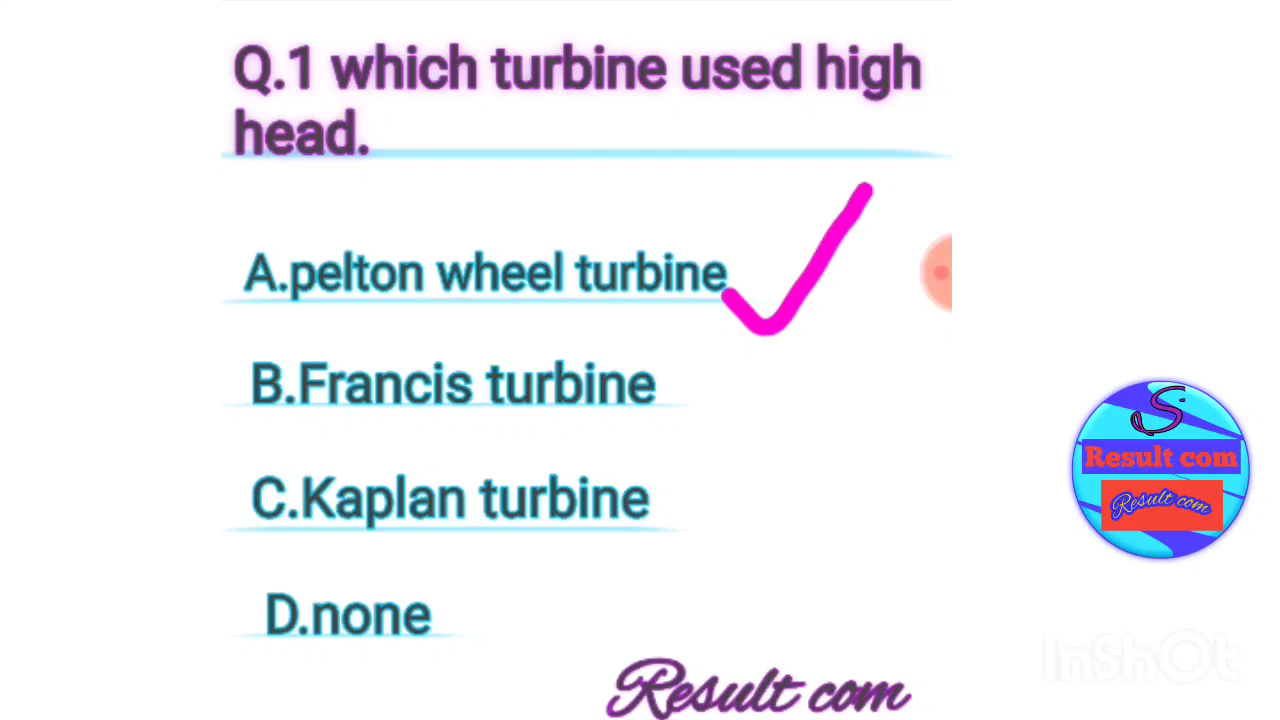 Q.1 which turbine used high
head.
A.pelton wheel turbine
B.Francis turbine
C.Kaplan turbine
D.none
Result com
S
Result com
Result com
InShOt